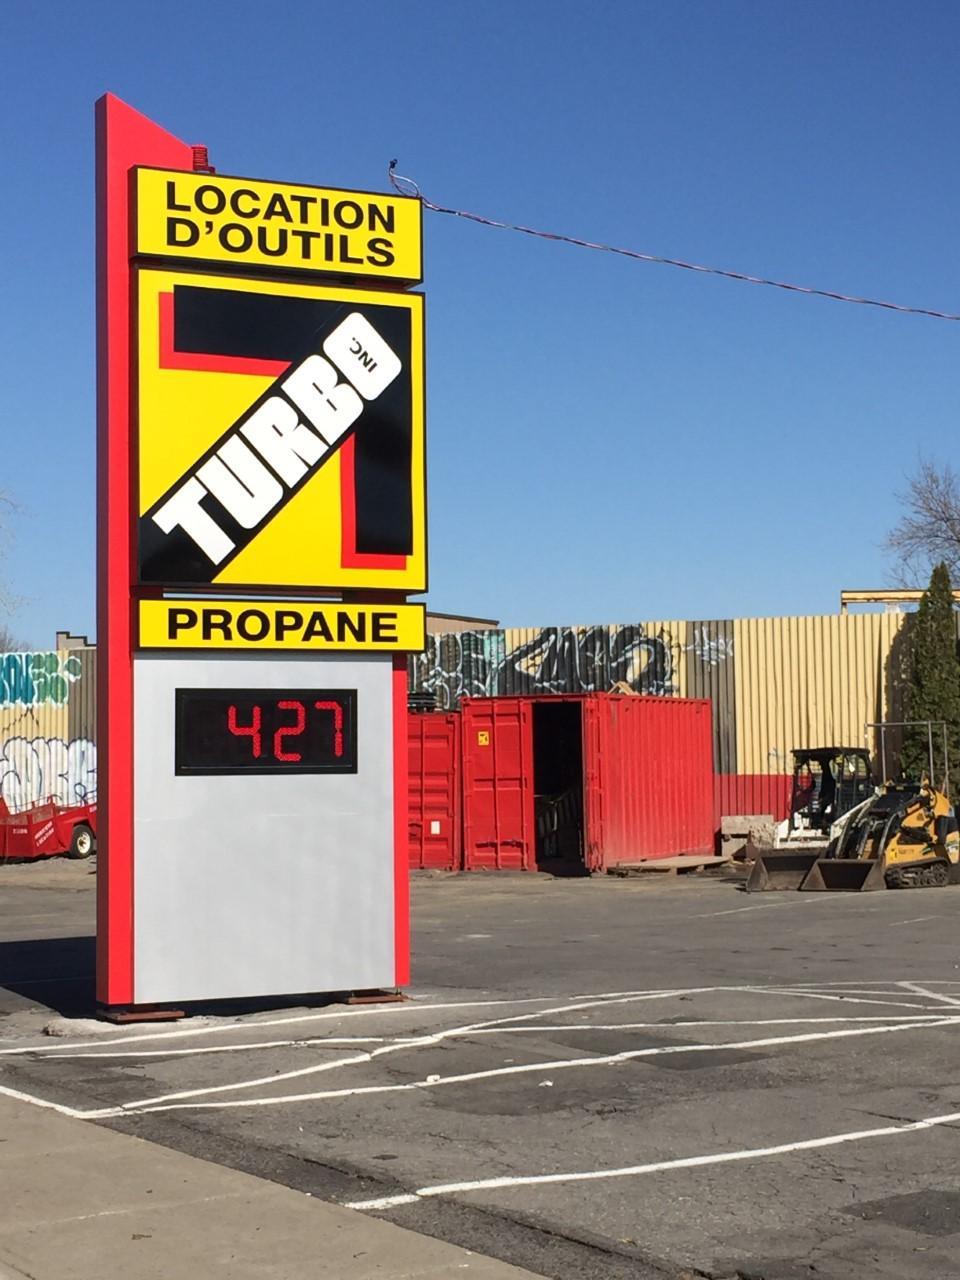 LOCATION
D'OUTILS
TURBO INC.
PROPANE
427